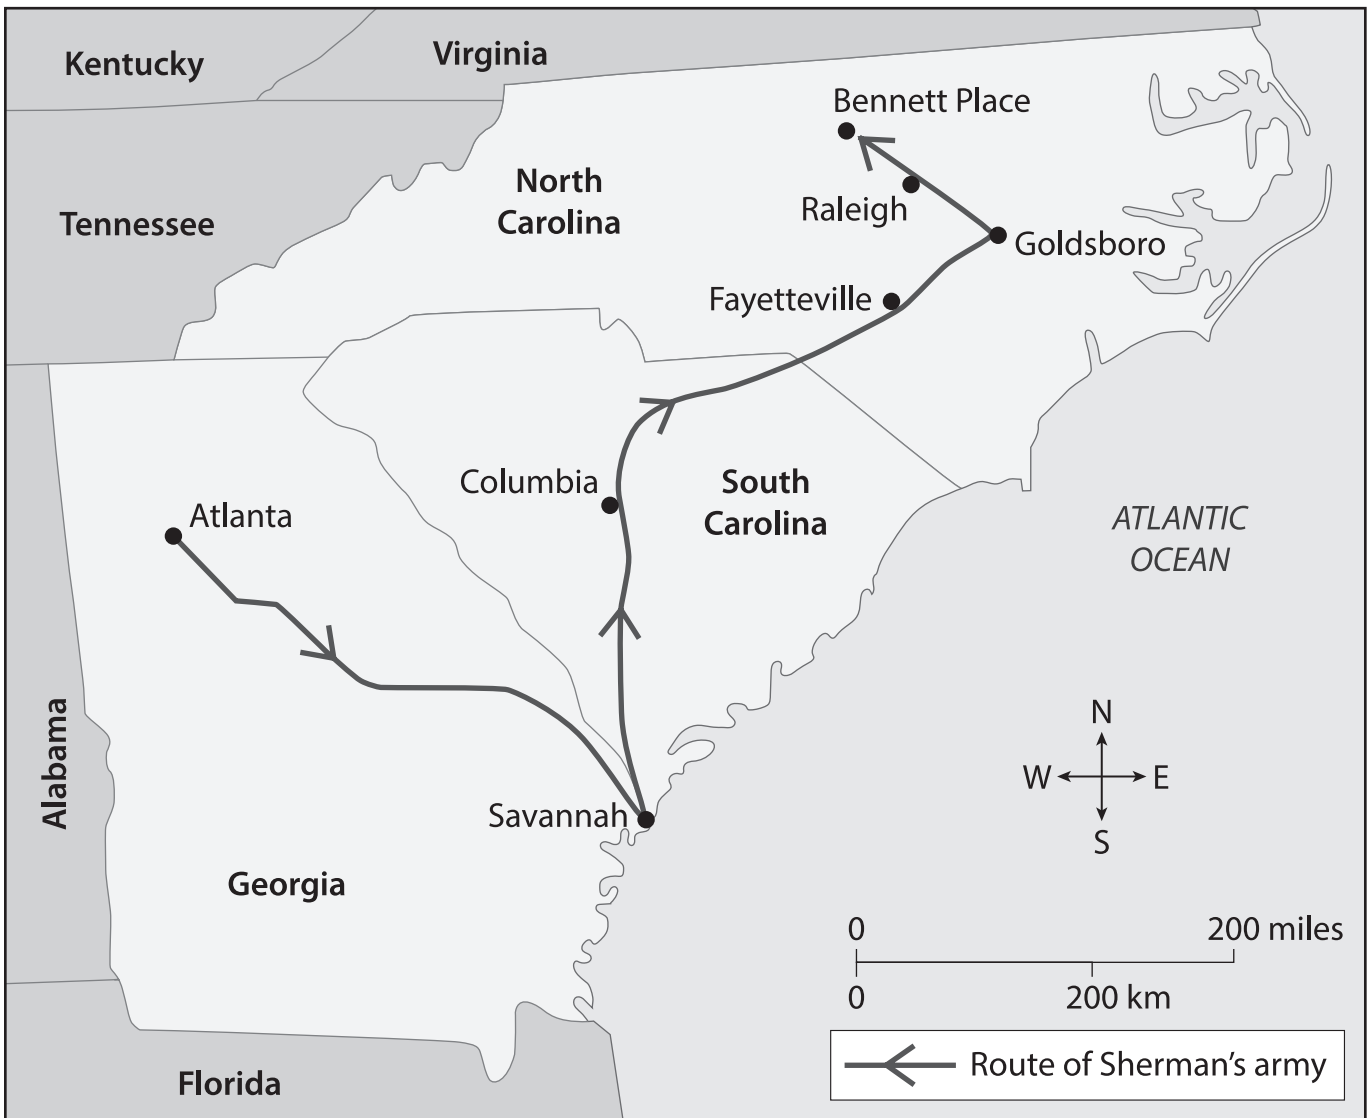 Kentucky
Virginia
Tennessee
North
Carolina
Bennett Place
Raleigh
Goldsboro
Fayetteville
Columbia
South
Carolina
Atlanta
ATLANTIC
OCEAN
Alabama
Savannah
Georgia
Florida
N
W E
S
0 200 miles
0 200 km
Route of Sherman's army